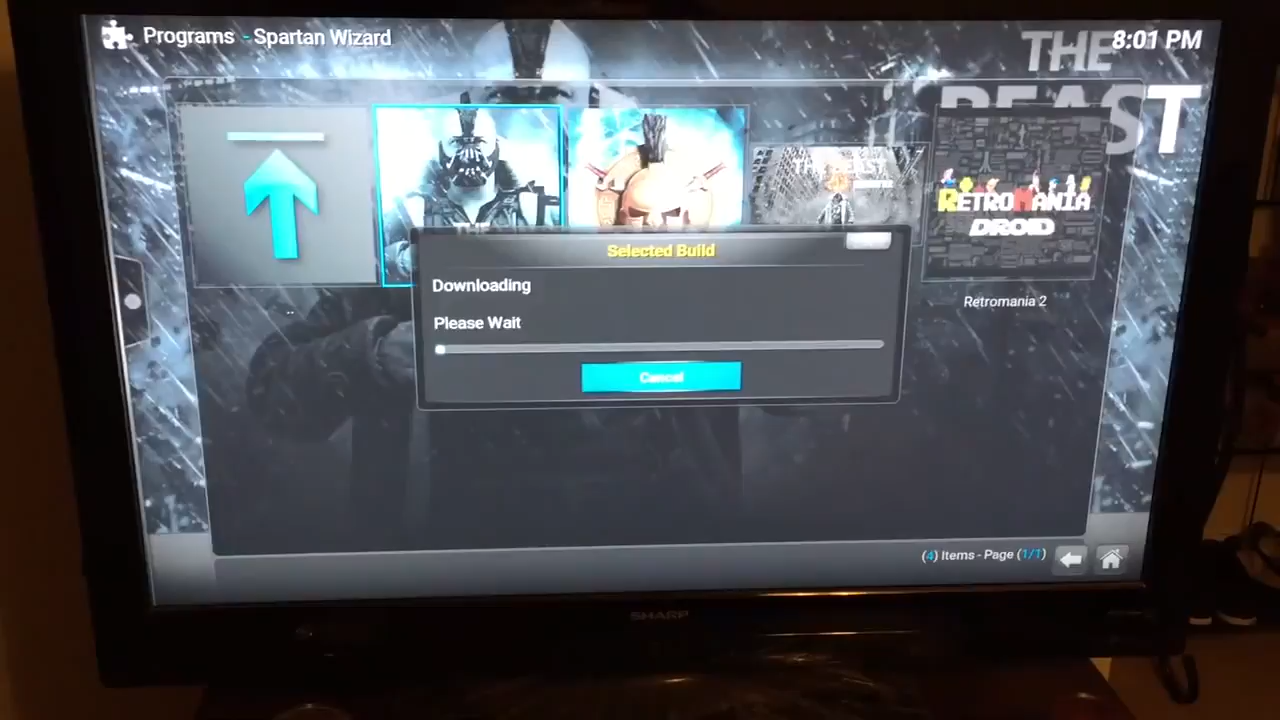 Programs - Spartan Wizard
8:01 PM
THE
BEAST
RETROMANIA
DROID
Selected Build
Downloading
Please Wait
Cancel
Retromania 2
..
(4) Items - Page (1/1)
SHARP